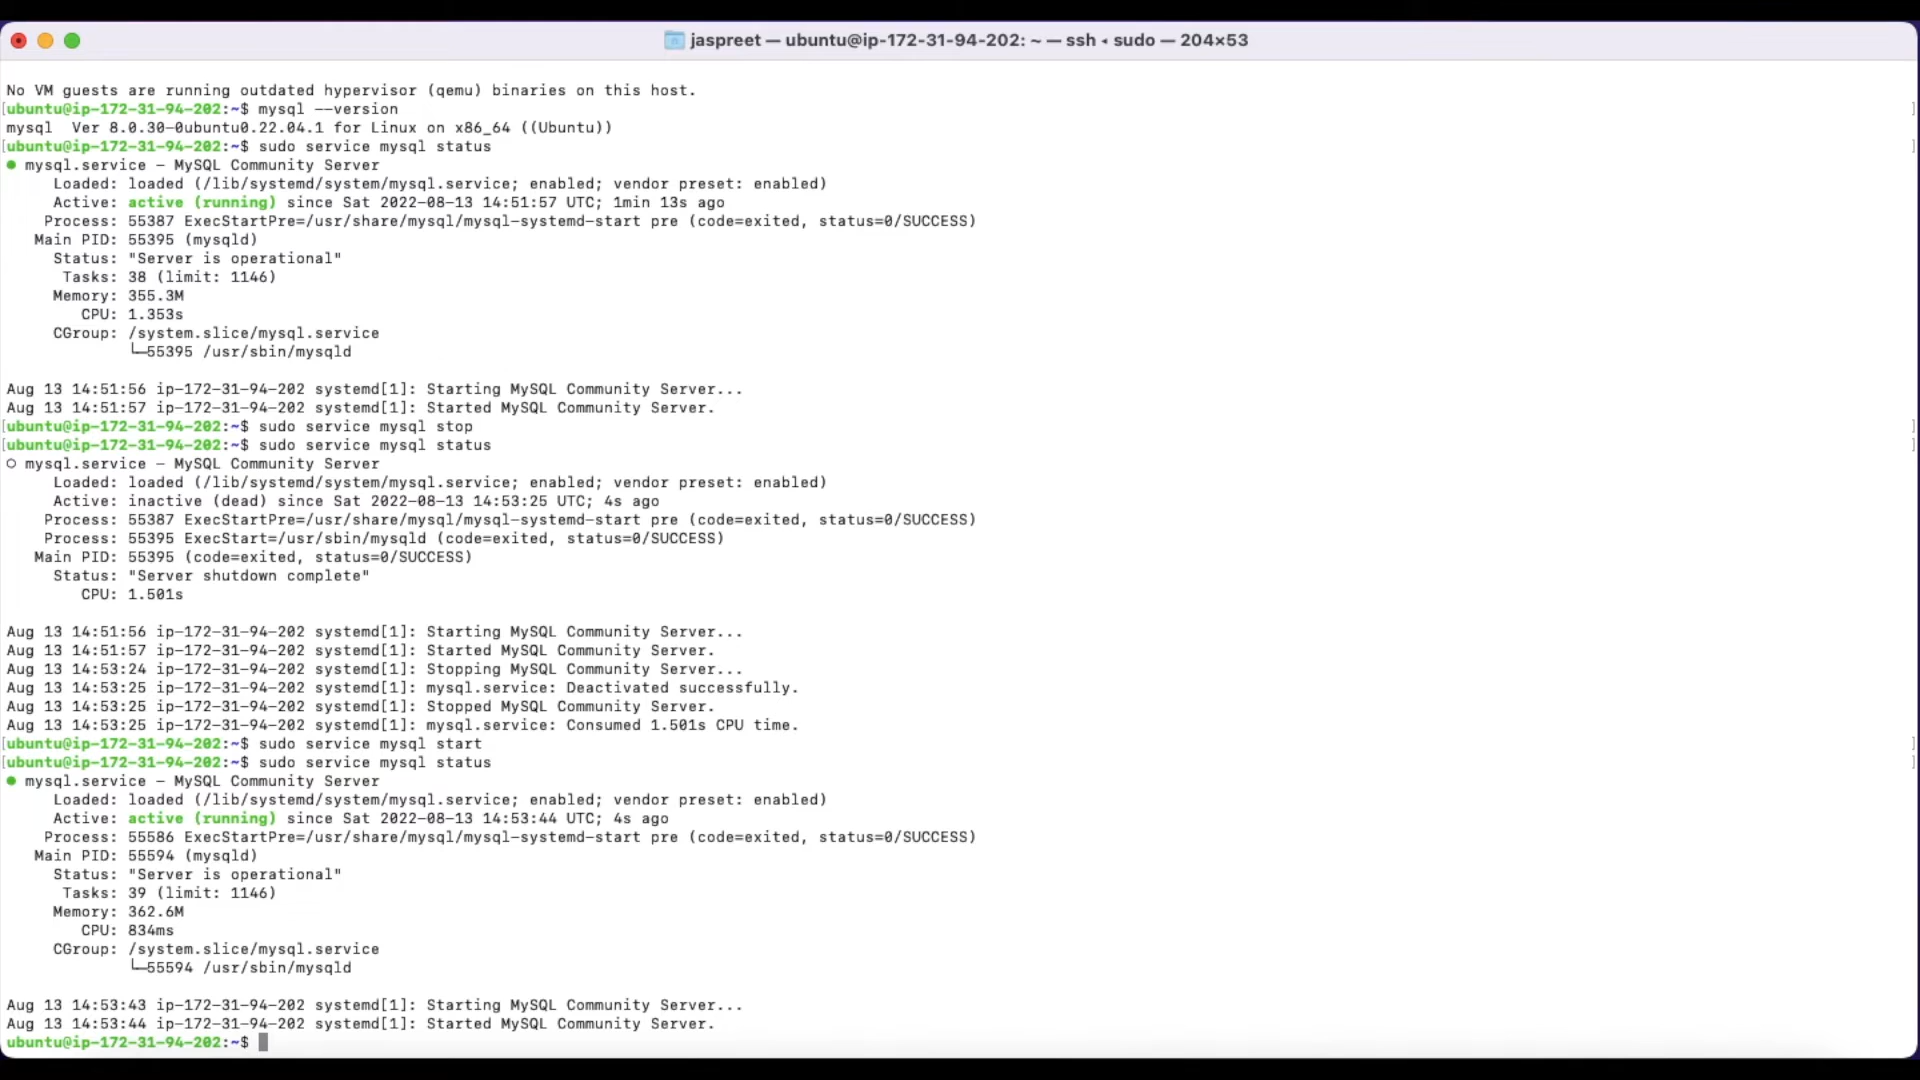 jaspreet — ubuntu@ip-172-31-94-202: ~ — ssh ◂ sudo — 204×53
No VM guests are running outdated hypervisor (qemu) binaries on this host.
[ubuntu@ip-172-31-94-202:~$ mysql --version ]
mysql  Ver 8.0.30-0ubuntu0.22.04.1 for Linux on x86_64 ((Ubuntu))
[ubuntu@ip-172-31-94-202:~$ sudo service mysql status ]
● mysql.service - MySQL Community Server
     Loaded: loaded (/lib/systemd/system/mysql.service; enabled; vendor preset: enabled)
     Active: active (running) since Sat 2022-08-13 14:51:57 UTC; 1min 13s ago
    Process: 55387 ExecStartPre=/usr/share/mysql/mysql-systemd-start pre (code=exited, status=0/SUCCESS)
   Main PID: 55395 (mysqld)
     Status: "Server is operational"
      Tasks: 38 (limit: 1146)
     Memory: 355.3M
        CPU: 1.353s
     CGroup: /system.slice/mysql.service
             └─55395 /usr/sbin/mysqld
Aug 13 14:51:56 ip-172-31-94-202 systemd[1]: Starting MySQL Community Server...
Aug 13 14:51:57 ip-172-31-94-202 systemd[1]: Started MySQL Community Server.
[ubuntu@ip-172-31-94-202:~$ sudo service mysql stop ]
[ubuntu@ip-172-31-94-202:~$ sudo service mysql status ]
○ mysql.service - MySQL Community Server
     Loaded: loaded (/lib/systemd/system/mysql.service; enabled; vendor preset: enabled)
     Active: inactive (dead) since Sat 2022-08-13 14:53:25 UTC; 4s ago
    Process: 55387 ExecStartPre=/usr/share/mysql/mysql-systemd-start pre (code=exited, status=0/SUCCESS)
    Process: 55395 ExecStart=/usr/sbin/mysqld (code=exited, status=0/SUCCESS)
   Main PID: 55395 (code=exited, status=0/SUCCESS)
     Status: "Server shutdown complete"
        CPU: 1.501s
Aug 13 14:51:56 ip-172-31-94-202 systemd[1]: Starting MySQL Community Server...
Aug 13 14:51:57 ip-172-31-94-202 systemd[1]: Started MySQL Community Server.
Aug 13 14:53:24 ip-172-31-94-202 systemd[1]: Stopping MySQL Community Server...
Aug 13 14:53:25 ip-172-31-94-202 systemd[1]: mysql.service: Deactivated successfully.
Aug 13 14:53:25 ip-172-31-94-202 systemd[1]: Stopped MySQL Community Server.
Aug 13 14:53:25 ip-172-31-94-202 systemd[1]: mysql.service: Consumed 1.501s CPU time.
[ubuntu@ip-172-31-94-202:~$ sudo service mysql start ]
[ubuntu@ip-172-31-94-202:~$ sudo service mysql status ]
● mysql.service - MySQL Community Server
     Loaded: loaded (/lib/systemd/system/mysql.service; enabled; vendor preset: enabled)
     Active: active (running) since Sat 2022-08-13 14:53:44 UTC; 4s ago
    Process: 55586 ExecStartPre=/usr/share/mysql/mysql-systemd-start pre (code=exited, status=0/SUCCESS)
   Main PID: 55594 (mysqld)
     Status: "Server is operational"
      Tasks: 39 (limit: 1146)
     Memory: 362.6M
        CPU: 834ms
     CGroup: /system.slice/mysql.service
             └─55594 /usr/sbin/mysqld
Aug 13 14:53:43 ip-172-31-94-202 systemd[1]: Starting MySQL Community Server...
Aug 13 14:53:44 ip-172-31-94-202 systemd[1]: Started MySQL Community Server.
ubuntu@ip-172-31-94-202:~$